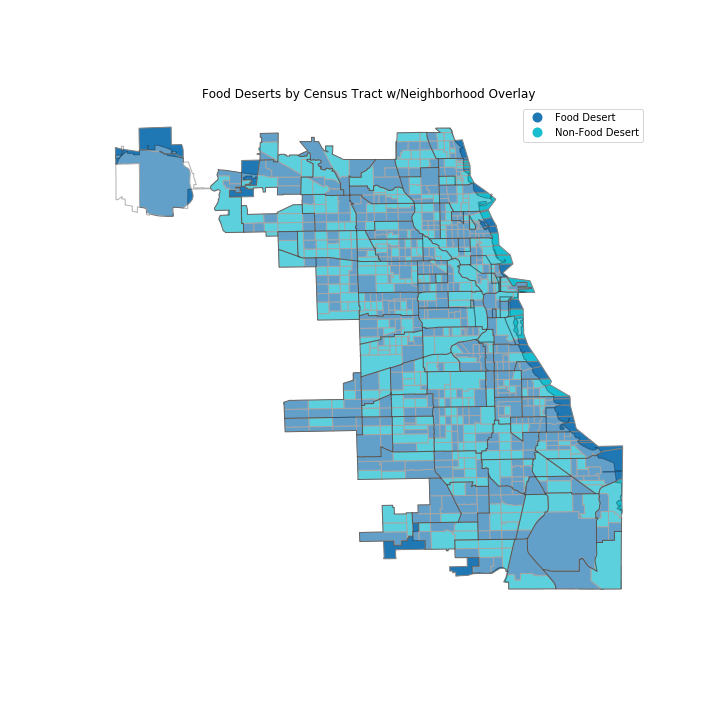 Food Deserts by Census Tract w/Neighborhood Overlay
Food Desert
Non-Food Desert